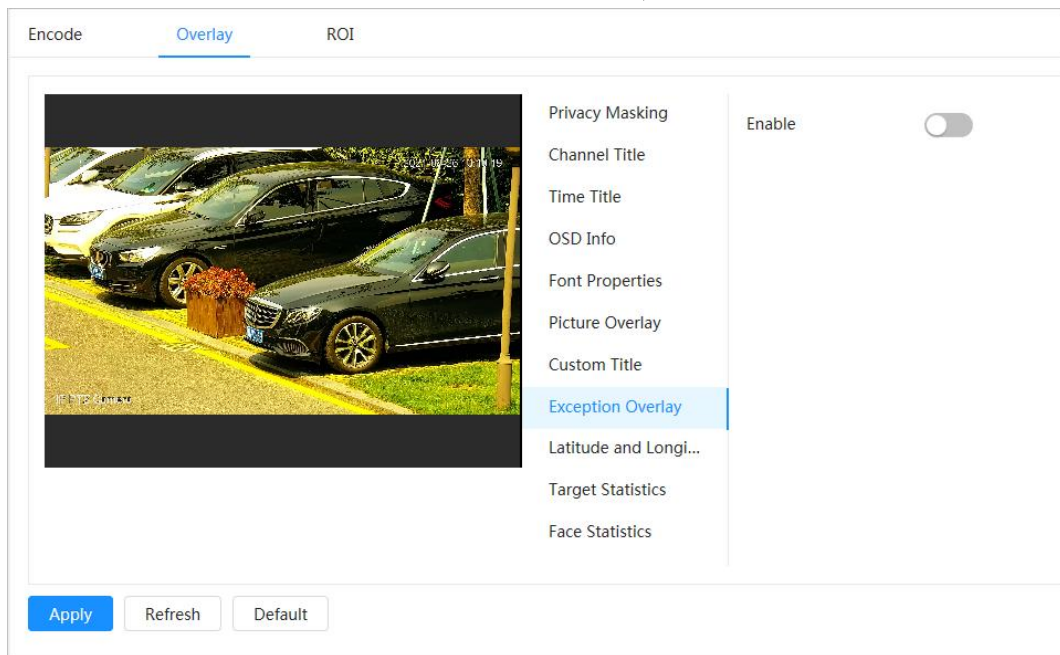 Encode Overlay ROI
Privacy Masking
Enable
Channel Title
Time Title
OSD Info
Font Properties
Picture Overlay
Custom Title
Exception Overlay
Latitude and Longi...
Target Statistics
Face Statistics
Apply Refresh Default